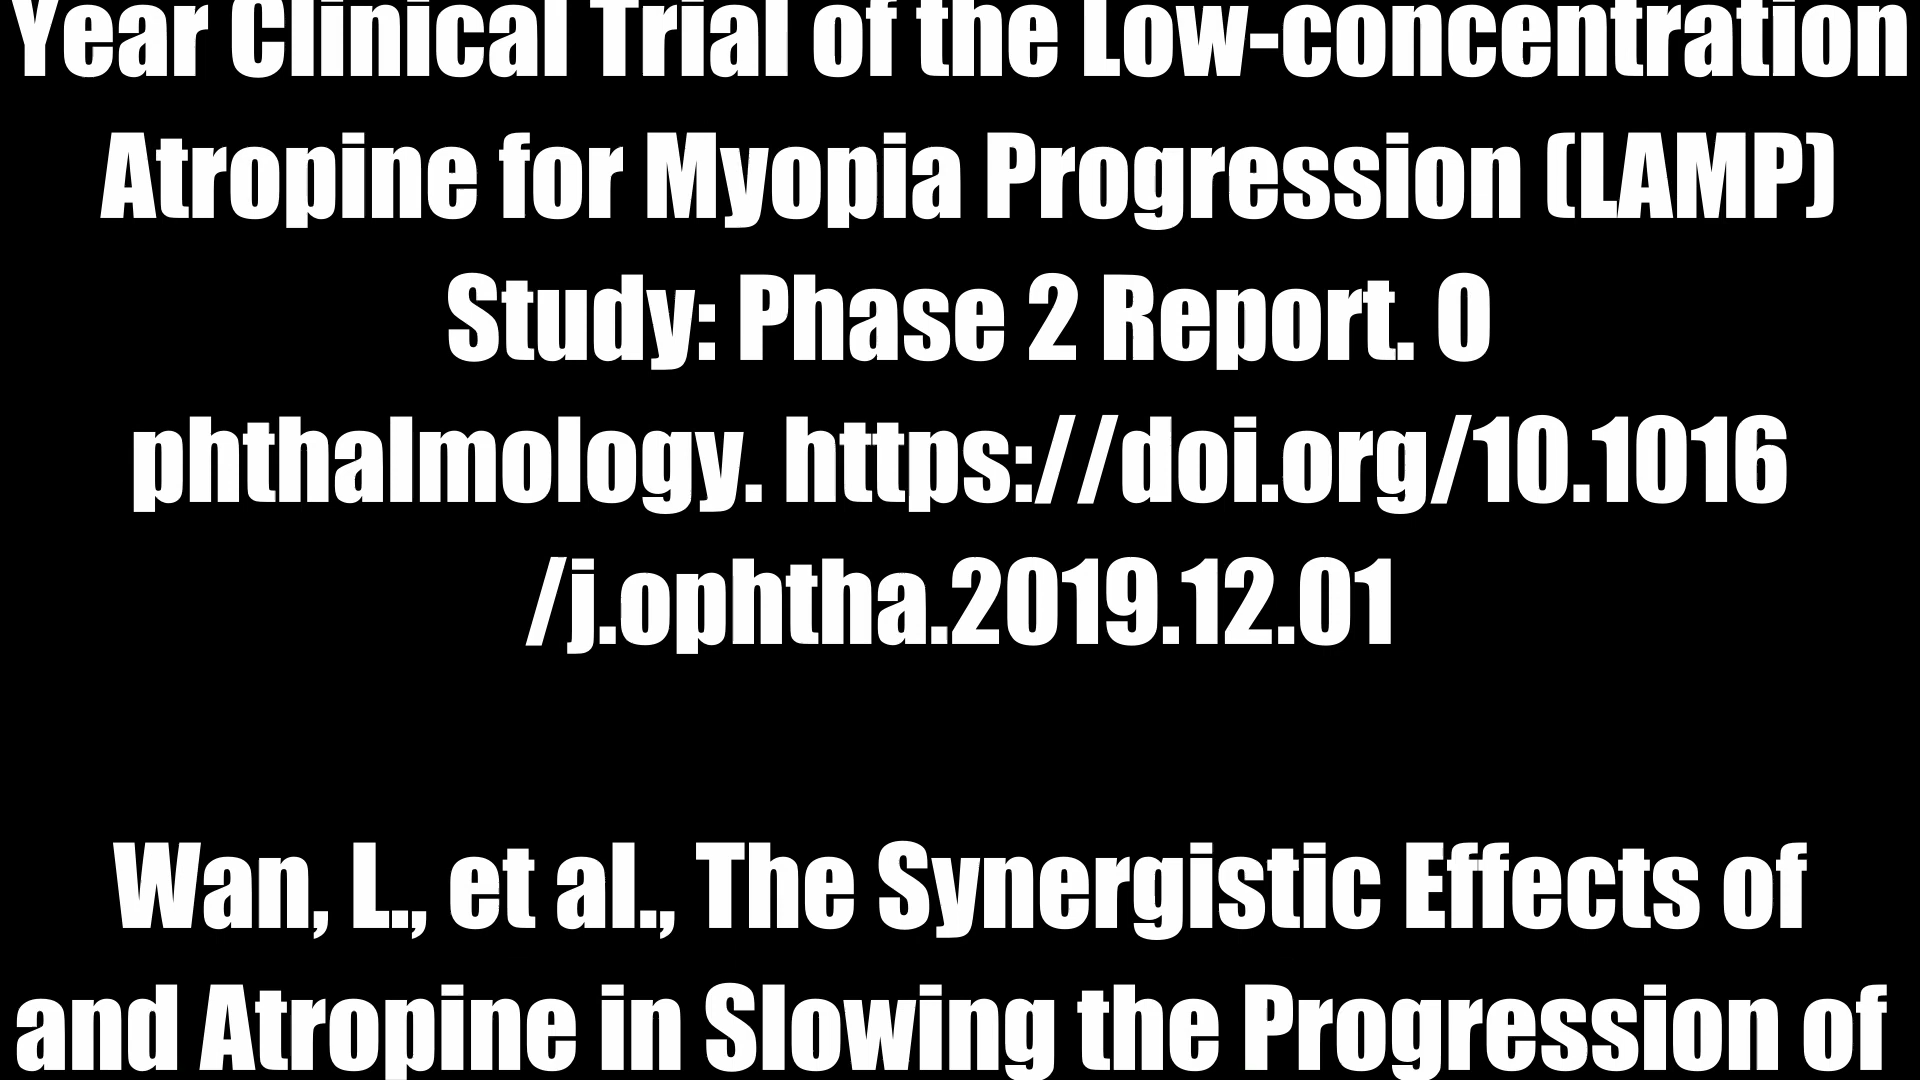 Year Clinical Trial of the Low-concentration
Atropine for Myopia Progression (LAMP)
Study: Phase 2 Report. O
phthalmology. https://doi.org/10.1016
/j.ophtha.2019.12.01
Wan, L., et al., The Synergistic Effects of
and Atropine in Slowing the Progression of